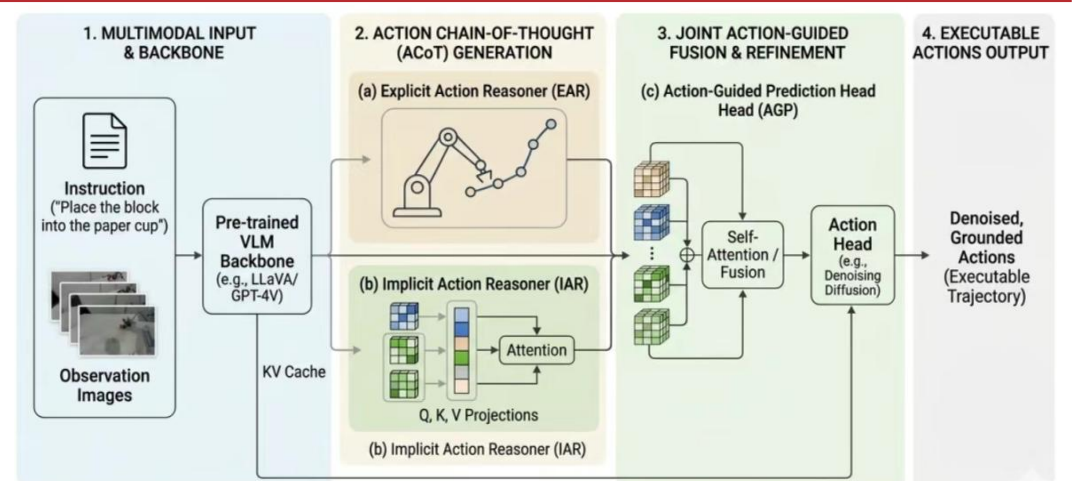 1. MULTIMODAL INPUT
& BACKBONE
Instruction
("Place the block
into the paper cup")
Observation
Images
Pre-trained
VLM
Backbone
(e.g., LLaVA/
GPT-4V)
KV Cache
2. ACTION CHAIN-OF-THOUGHT
(ACoT) GENERATION
(a) Explicit Action Reasoner (EAR)
(b) Implicit Action Reasoner (IAR)
Attention
Q, K, V Projections
(b) Implicit Action Reasoner (IAR)
3. JOINT ACTION-GUIDED
FUSION & REFINEMENT
(c) Action-Guided Prediction Head
Head (AGP)
Self-
Attention /
Fusion
Action
Head
(e.g.,
Denoising
Diffusion)
4. EXECUTABLE
ACTIONS OUTPUT
Denoised,
Grounded
Actions
(Executable
Trajectory)